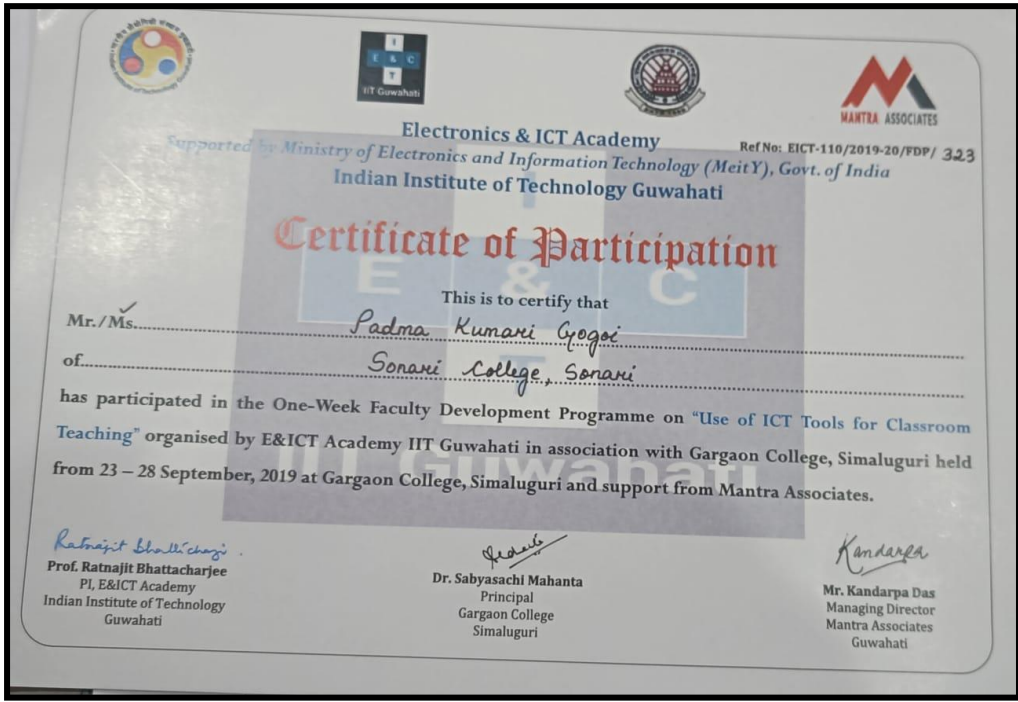 I
E & C
T
IIT Guwahati
MANTRA ASSOCIATES
Electronics & ICT Academy
Ref No: EICT-110/2019-20/FDP/ 323
Supported by Ministry of Electronics and Information Technology (MeitY), Govt. of India
Indian Institute of Technology Guwahati
Certificate of Participation
This is to certify that
Mr./Ms. Padma Kumari Gogoi
of Sonari College, Sonari
has participated in the One-Week Faculty Development Programme on "Use of ICT Tools for Classroom
Teaching" organised by E&ICT Academy IIT Guwahati in association with Gargaon College, Simaluguri held
from 23 – 28 September, 2019 at Gargaon College, Simaluguri and support from Mantra Associates.
I
E & C
T
IIT Guwahati
Ratnajit Bhattacharjee
Prof. Ratnajit Bhattacharjee
PI, E&ICT Academy
Indian Institute of Technology
Guwahati
Dr. Sabyasachi Mahanta
Principal
Gargaon College
Simaluguri
Kandarpa
Mr. Kandarpa Das
Managing Director
Mantra Associates
Guwahati